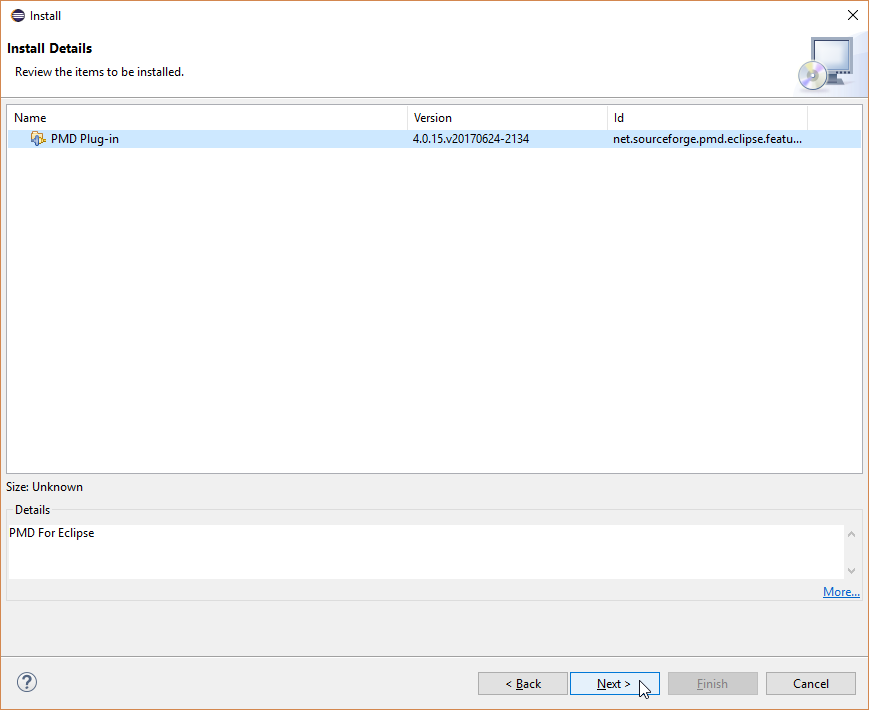 Install
Install Details
Review the items to be installed.
Name Version Id
PMD Plug-in 4.0.15.v20170624-2134 net.sourceforge.pmd.eclipse.featu...
Size: Unknown
Details
PMD For Eclipse
More...
? < Back Next > Finish Cancel